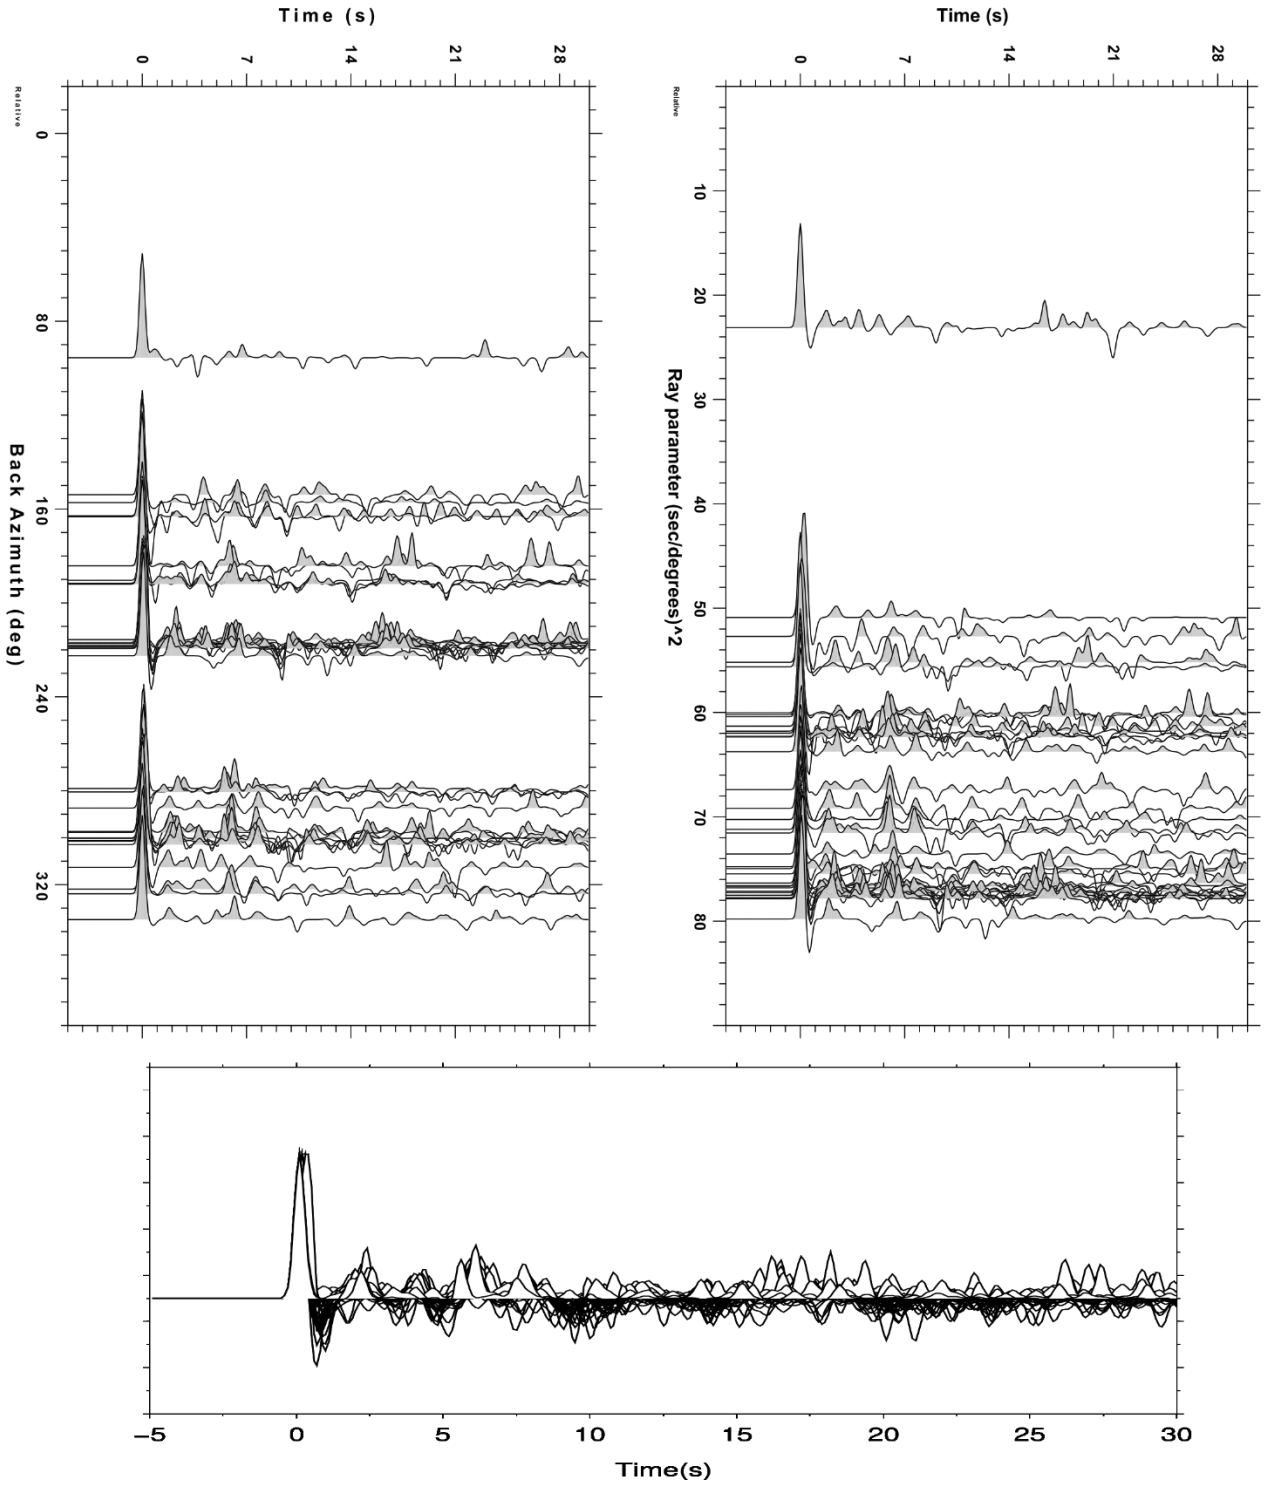 Time (s)
0 7 14 21 28
Relative
0
80
160
240
320
Back Azimuth (deg)
Time (s)
0 7 14 21 28
Relative
10
20
30
40
50
60
70
80
Ray parameter (sec/degrees)^2
−5 0 5 10 15 20 25 30
Time(s)